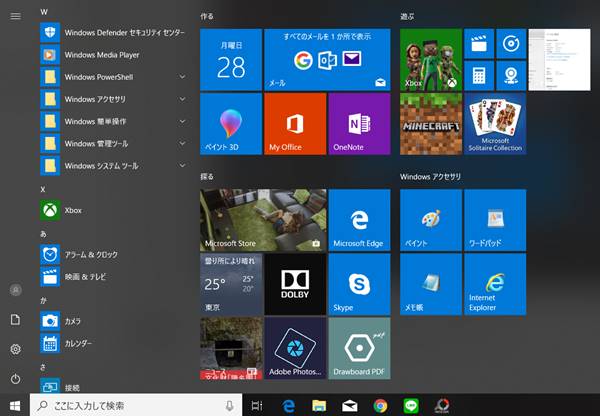 W
Windows Defender セキュリティ センター
Windows Media Player
Windows PowerShell
Windows アクセサリ
Windows 簡単操作
Windows 管理ツール
Windows システム ツール
X
Xbox
あ
アラーム & クロック
映画 & テレビ
か
カメラ
カレンダー
さ
接続
作る
月曜日
28
すべてのメールを 1 か所で表示
メール
ペイント 3D
My Office
OneNote
遊ぶ
Xbox
MINECRAFT
Microsoft
Solitaire Collection
探る
Microsoft Store
Microsoft Edge
曇り所により晴れ
25°
25°
20°
東京
DOLBY
Skype
ニュース
Adobe Photos...
Drawboard PDF
Windows アクセサリ
ペイント
ワードパッド
メモ帳
Internet
Explorer
ここに入力して検索